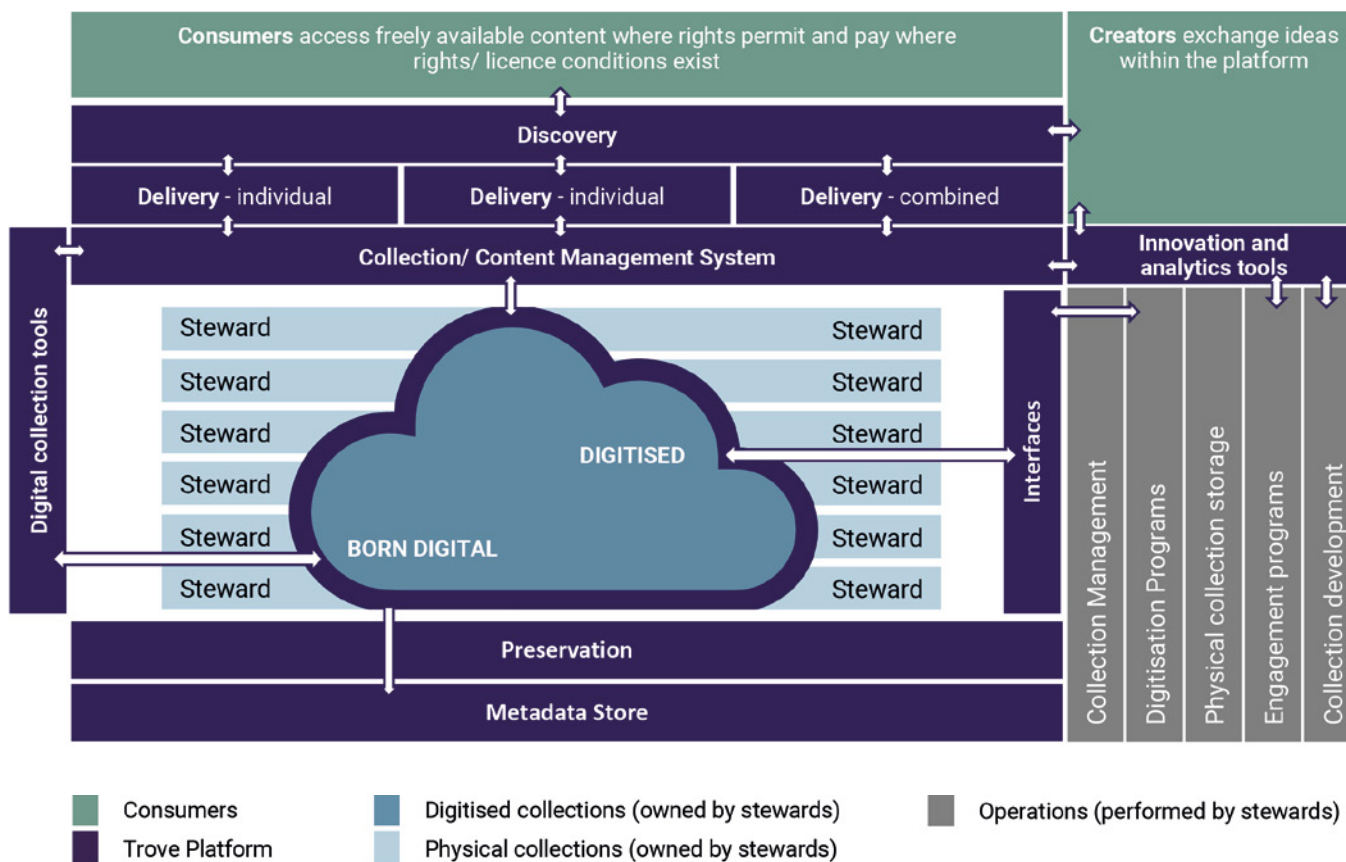 Consumers access freely available content where rights permit and pay where
rights/ licence conditions exist
Creators exchange ideas
within the platform
Discovery
Delivery - individual
Delivery - individual
Delivery - combined
Collection/ Content Management System
Innovation and
analytics tools
Digital collection tools
Steward
Steward
Steward
Steward
Steward
Steward
Steward
Steward
Steward
Steward
Steward
Steward
DIGITISED
BORN DIGITAL
Interfaces
Collection Management
Digitisation Programs
Physical collection storage
Engagement programs
Collection development
Preservation
Metadata Store
Consumers
Trove Platform
Digitised collections (owned by stewards)
Physical collections (owned by stewards)
Operations (performed by stewards)